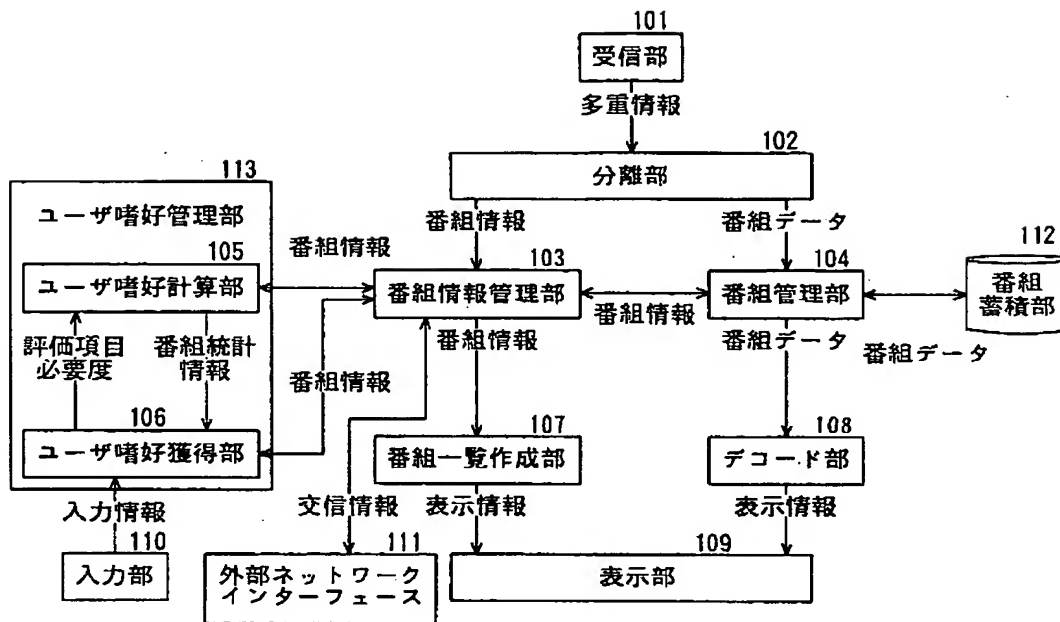 101
受信部
多重情報
102
分離部
113
ユーザ嗜好管理部
番組情報
番組データ
105
ユーザ嗜好計算部
番組情報
103
番組情報管理部
104
番組管理部
112
番組
蓄積部
番組情報
番組データ
評価項目
必要度
番組統計
情報
番組情報
番組情報
番組データ
106
ユーザ嗜好獲得部
107
番組一覧作成部
108
デコード部
入力情報
交信情報
表示情報
表示情報
110
入力部
111
外部ネットワーク
インターフェース
109
表示部